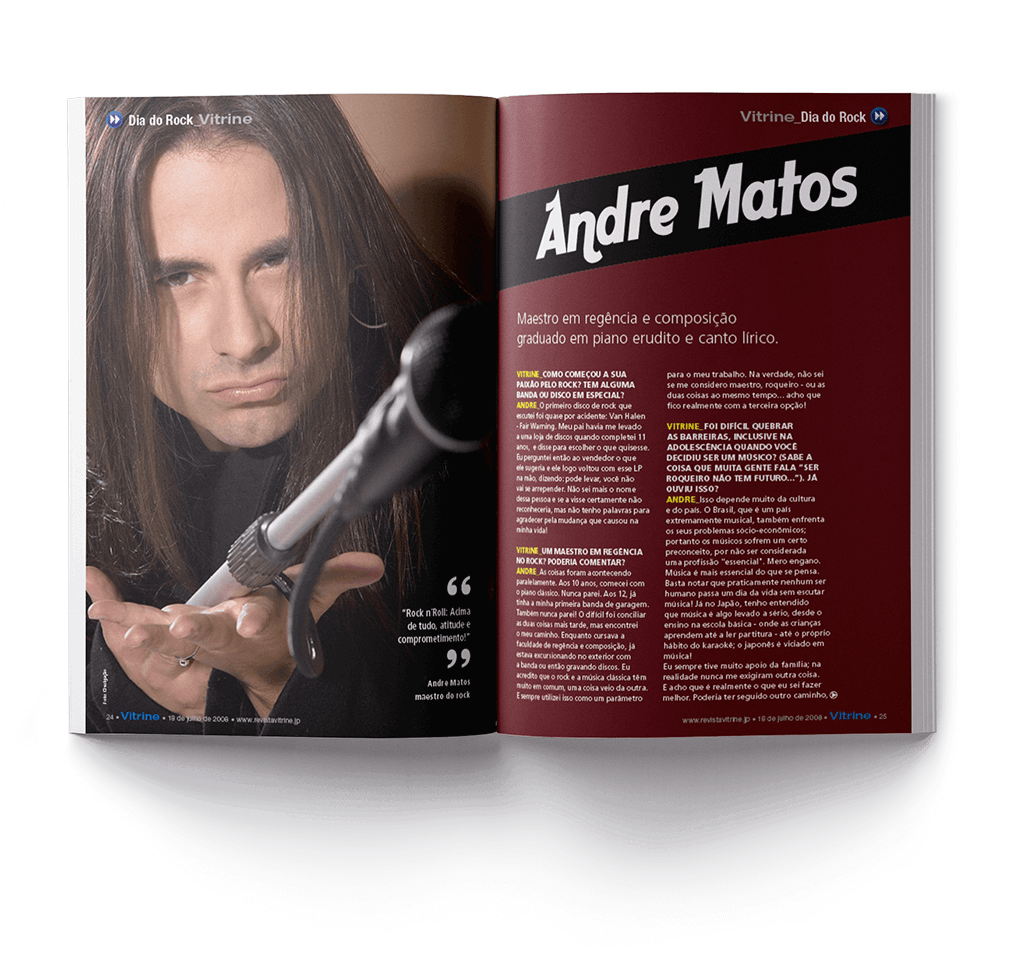 Dia do Rock_Vitrine
“
“Rock n’Roll: Acima
de tudo, atitude e
comprometimento!”
”
Andre Matos
maestro do rock
Foto: Divulgação
24 • Vitrine • 18 de julho de 2008 • www.revistavitrine.jp
Vitrine_Dia do Rock
Andre Matos
Maestro em regência e composição
graduado em piano erudito e canto lírico.
VITRINE_COMO COMEÇOU A SUA
PAIXÃO PELO ROCK? TEM ALGUMA
BANDA OU DISCO EM ESPECIAL?
ANDRE_O primeiro disco de rock que
escutei foi quase por acidente: Van Halen
- Fair Warning. Meu pai havia me levado
a uma loja de discos quando completei 11
anos, e disse para escolher o que quisesse.
Eu perguntei então ao vendedor o que
ele sugeria e ele logo voltou com esse LP
na mão, dizendo: pode levar, você não
vai se arrepender. Não sei mais o nome
dessa pessoa e se a visse certamente não
reconheceria, mas não tenho palavras para
agradecer pela mudança que causou na
minha vida!
VITRINE_UM MAESTRO EM REGÊNCIA
NO ROCK? PODERIA COMENTAR?
ANDRE_As coisas foram acontecendo
paralelamente. Aos 10 anos, comecei com
o piano clássico. Nunca parei. Aos 12, já
tinha a minha primeira banda de garagem.
Também nunca parei! O difícil foi conciliar
as duas coisas mais tarde, mas encontrei
o meu caminho. Enquanto cursava a
faculdade de regência e composição, já
estava excursionando no exterior com
a banda ou então gravando discos. Eu
acredito que o rock e a música clássica têm
muito em comum, uma coisa veio da outra.
E sempre utilizei isso como um parâmetro
para o meu trabalho. Na verdade, não sei
se me considero maestro, roqueiro - ou as
duas coisas ao mesmo tempo... acho que
fico realmente com a terceira opção!
VITRINE_FOI DIFÍCIL QUEBRAR
AS BARREIRAS, INCLUSIVE NA
ADOLESCÊNCIA QUANDO VOCÊ
DECIDIU SER UM MÚSICO? (SABE A
COISA QUE MUITA GENTE FALA “SER
ROQUEIRO NÃO TEM FUTURO...”). JÁ
OUVIU ISSO?
ANDRE_Isso depende muito da cultura
e do país. O Brasil, que é um país
extremamente musical, também enfrenta
os seus problemas sócio-econômicos;
portanto os músicos sofrem um certo
preconceito, por não ser considerada
uma profissão "essencial". Mero engano.
Música é mais essencial do que se pensa.
Basta notar que praticamente nenhum ser
humano passa um dia da vida sem escutar
música! Já no Japão, tenho entendido
que música é algo levado a sério, desde o
ensino na escola básica - onde as crianças
aprendem até a ler partitura - até o próprio
hábito do karaokê; o japonês é viciado em
música!
Eu sempre tive muito apoio da família; na
realidade nunca me exigiram outra coisa.
E acho que é realmente o que eu sei fazer
melhor. Poderia ter seguido outro caminho,
www.revistavitrine.jp • 18 de julho de 2008 • Vitrine • 25